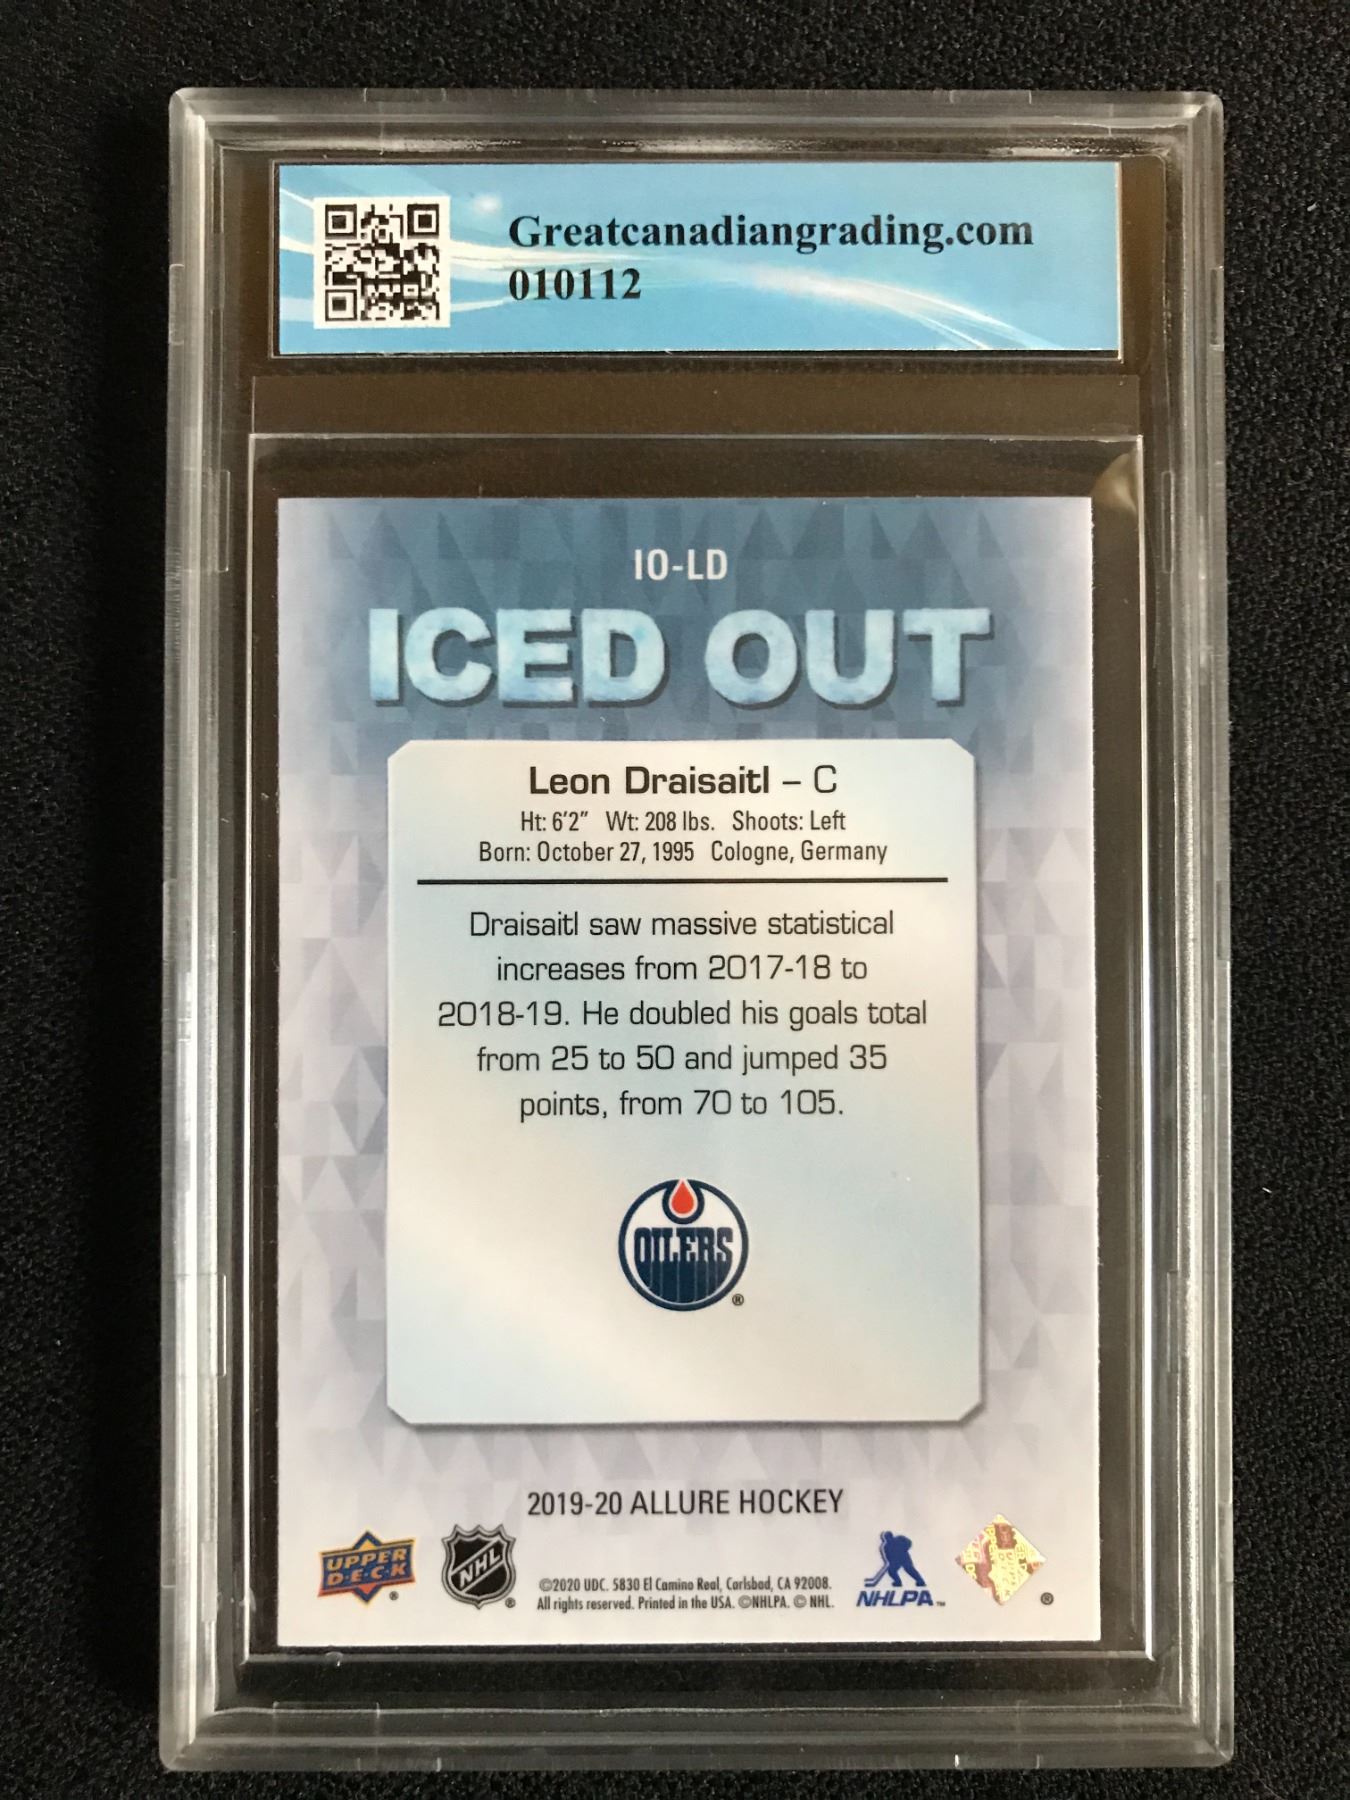 Greatcanadiangrading.com
010112
IO-LD
ICED OUT
Leon Draisaitl – C
Ht: 6'2" Wt: 208 lbs. Shoots: Left
Born: October 27, 1995 Cologne, Germany
Draisaitl saw massive statistical
increases from 2017-18 to
2018-19. He doubled his goals total
from 25 to 50 and jumped 35
points, from 70 to 105.
OILERS
®
2019-20 ALLURE HOCKEY
UPPER
D·E·C·K
®
NHL
®
©2020 UDC. 5830 El Camino Real, Carlsbad, CA 92008.
All rights reserved. Printed in the USA. ©NHLPA. © NHL.
NHLPA™
®